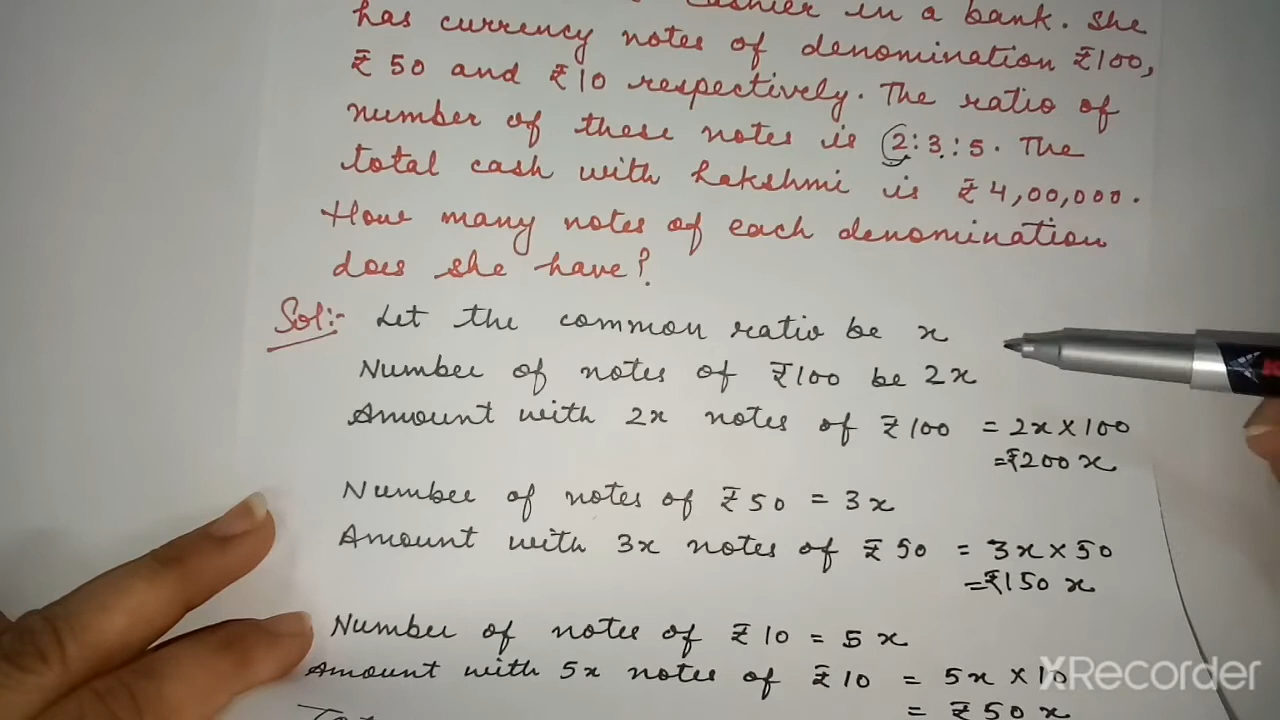 cashier in a bank. She
has currency notes of denomination ₹100,
₹ 50 and ₹10 respectively. The ratio of
number of these notes is 2:3:5. The
total cash with Lakshmi is ₹ 4,00,000.
How many notes of each denomination
does she have?
Sol:- Let the common ratio be x
Number of notes of ₹100 be 2x
Amount with 2x notes of ₹100 = 2x×100
=₹200 x
Number of notes of ₹50 = 3x
Amount with 3x notes of ₹ 50 = 3x×50
=₹150 x
Number of notes of ₹ 10 = 5 x
Amount with 5x notes of ₹ 10 = 5x × 10
= ₹50 x
XRecorder